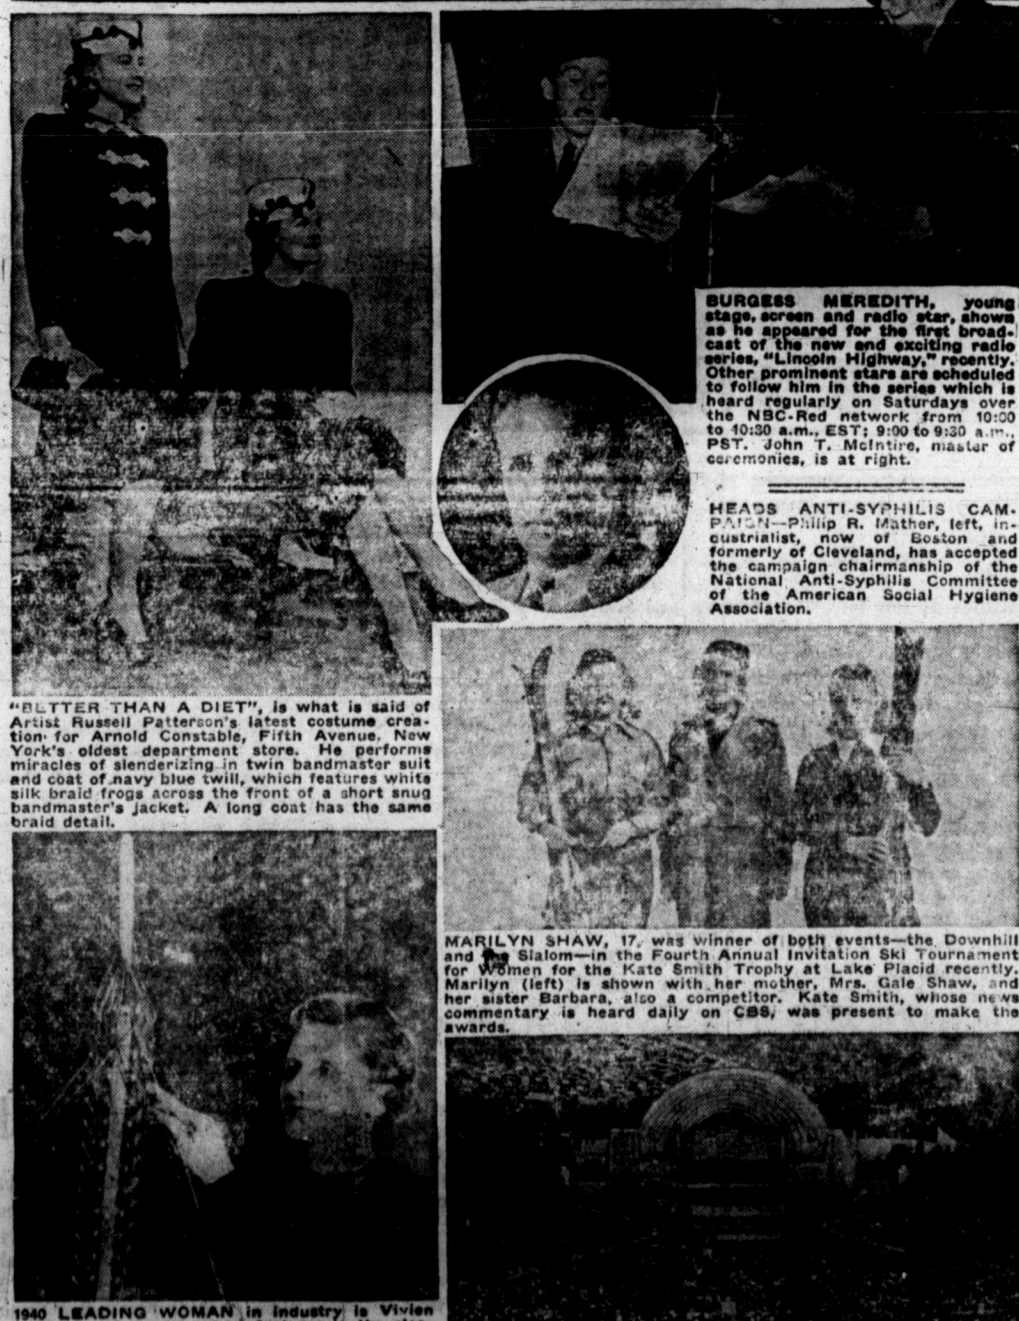 BURGESS MEREDITH, young
stage, screen and radio star, shown
as he appeared for the first broad-
cast of the new and exciting radio
series, "Lincoln Highway," recently.
Other prominent stars are scheduled
to follow him in the series which is
heard regularly on Saturdays over
the NBC-Red network from 10:00
to 10:30 a.m., EST; 9:00 to 9:30 a.m.,
PST. John T. McIntire, master of
ceremonies, is at right.
HEADS ANTI-SYPHILIS CAM-
PAIGN—Philip R. Mather, left, in-
dustrialist, now of Boston and
formerly of Cleveland, has accepted
the campaign chairmanship of the
National Anti-Syphilis Committee
of the American Social Hygiene
Association.
"BETTER THAN A DIET", is what is said of
Artist Russell Patterson's latest costume crea-
tion for Arnold Constable, Fifth Avenue, New
York's oldest department store. He performs
miracles of slenderizing in twin bandmaster suit
and coat of navy blue twill, which features white
silk braid frogs across the front of a short snug
bandmaster's jacket. A long coat has the same
braid detail.
MARILYN SHAW, 17, was winner of both events—the Downhill
and the Slalom—in the Fourth Annual Invitation Ski Tournament
for Women for the Kate Smith Trophy at Lake Placid recently.
Marilyn (left) is shown with her mother, Mrs. Gale Shaw, and
her sister Barbara, also a competitor. Kate Smith, whose news
commentary is heard daily on CBS, was present to make the
awards.
1940 LEADING WOMAN in industry is Vivien